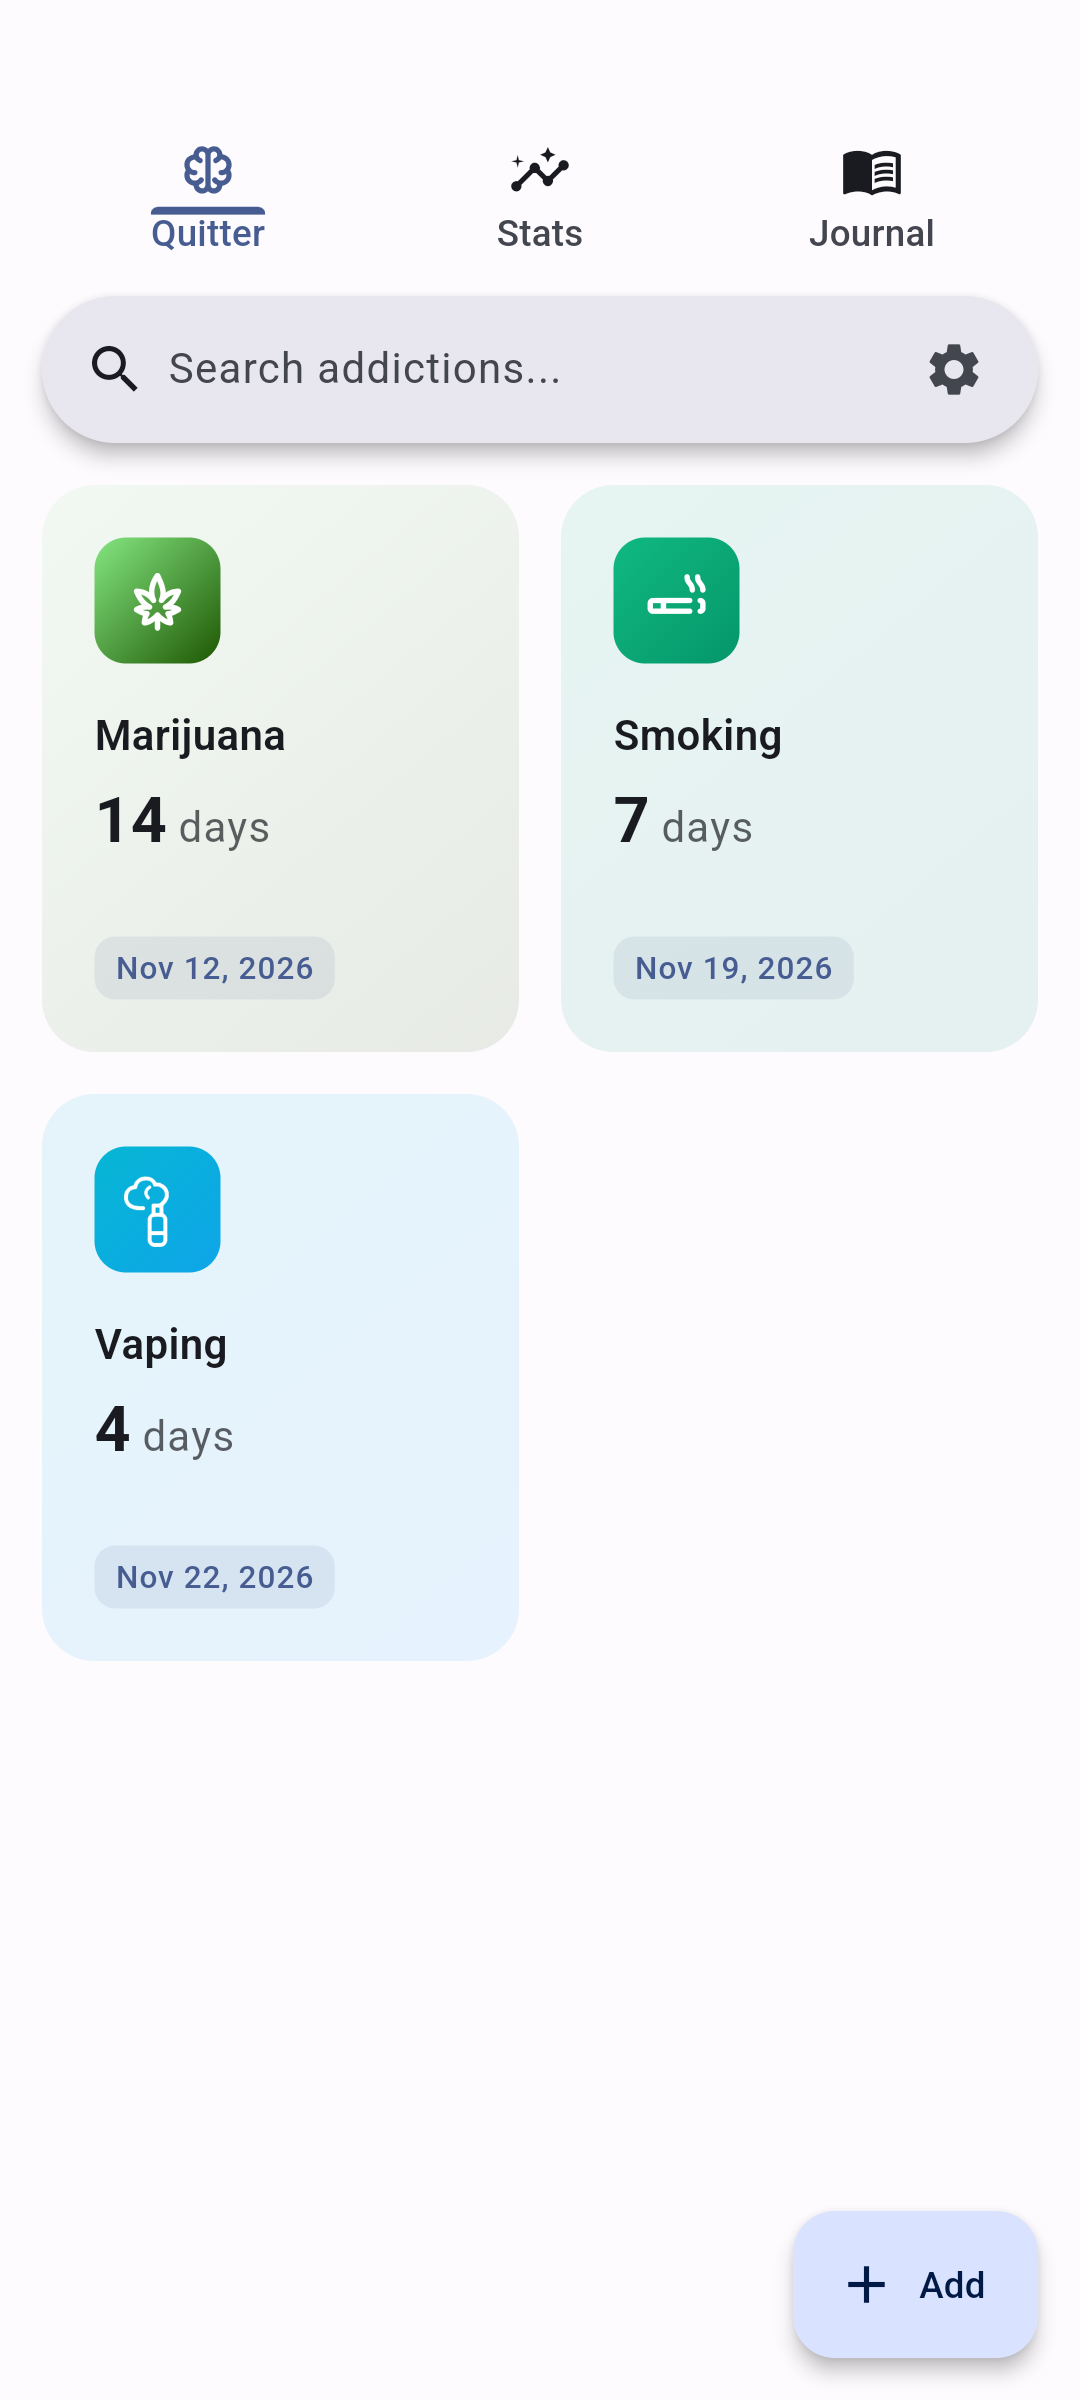 Quitter
Stats
Journal
Search addictions...
Marijuana
14 days
Nov 12, 2026
Smoking
7 days
Nov 19, 2026
Vaping
4 days
Nov 22, 2026
Add